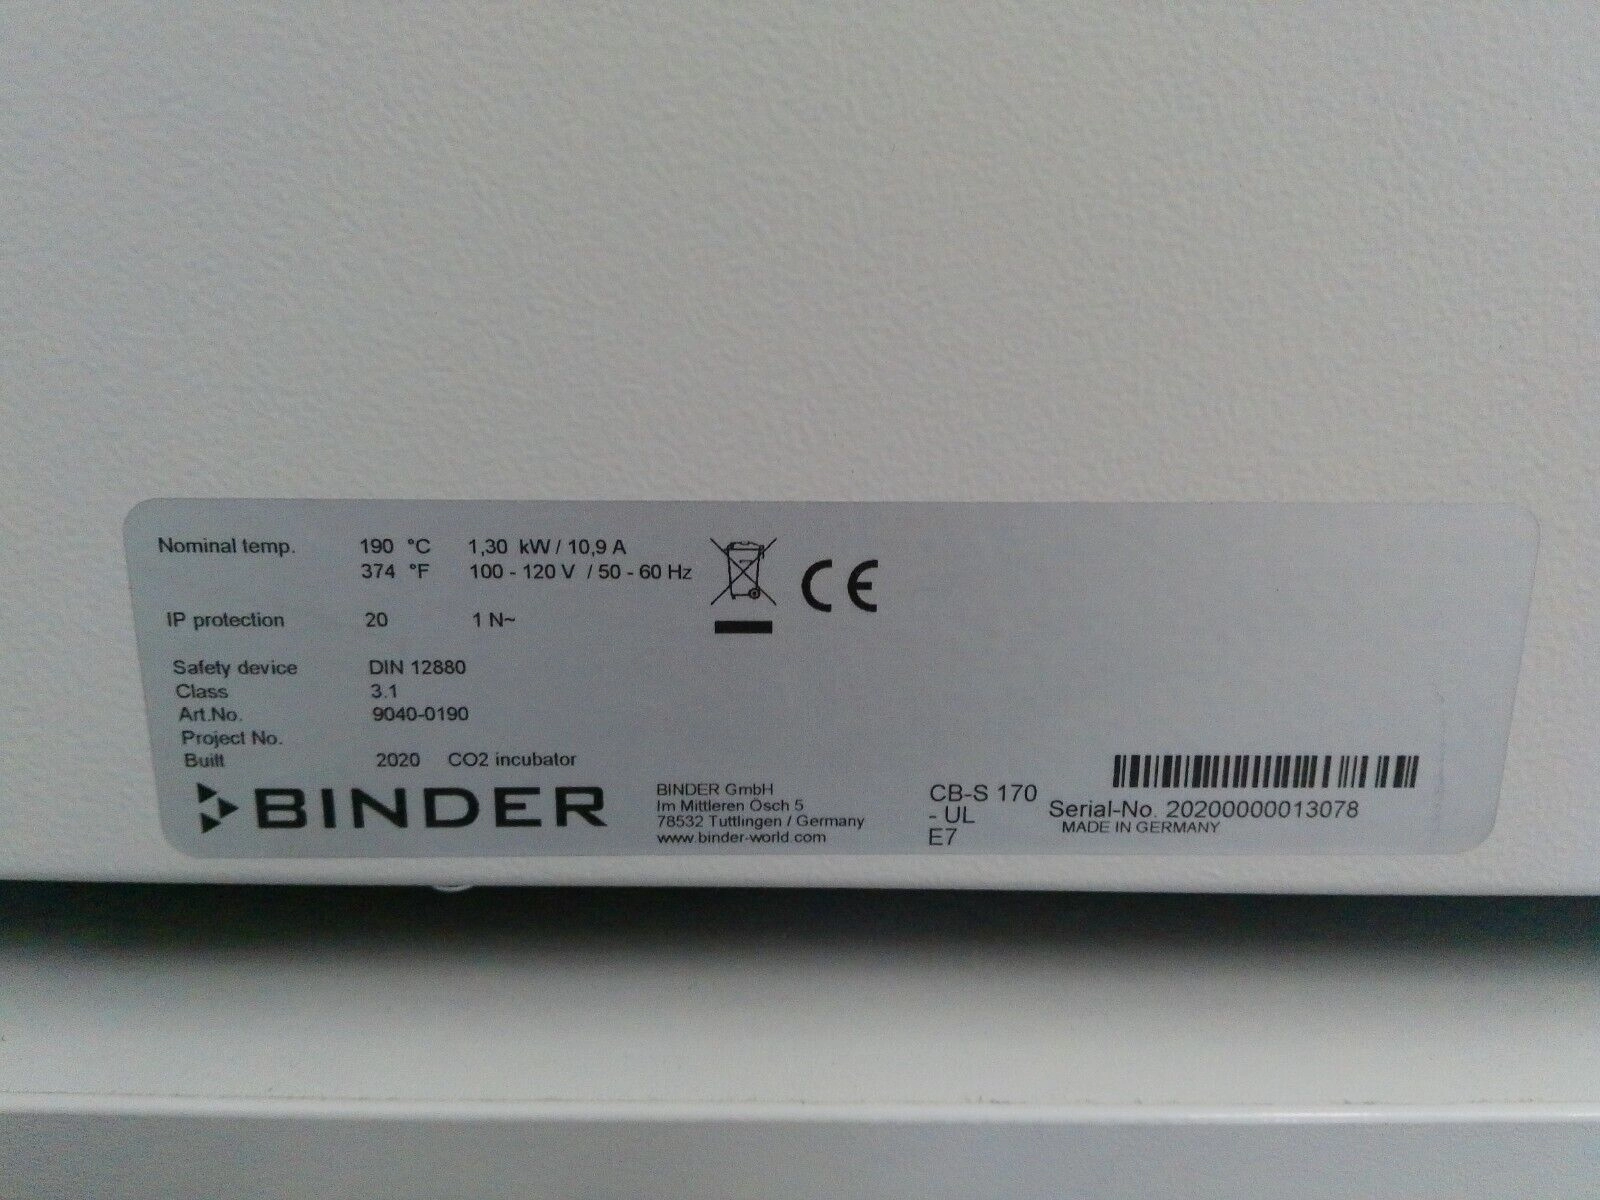 Nominal temp. 190 °C 1,30 kW / 10,9 A
374 °F 100 - 120 V / 50 - 60 Hz
IP protection 20 1 N~
Safety device DIN 12880
Class 3.1
Art.No. 9040-0190
Project No.
Built 2020 CO2 incubator
CE
BINDER
BINDER GmbH
Im Mittleren Ösch 5
78532 Tuttlingen / Germany
www.binder-world.com
CB-S 170
- UL
E7
Serial-No. 20200000013078
MADE IN GERMANY